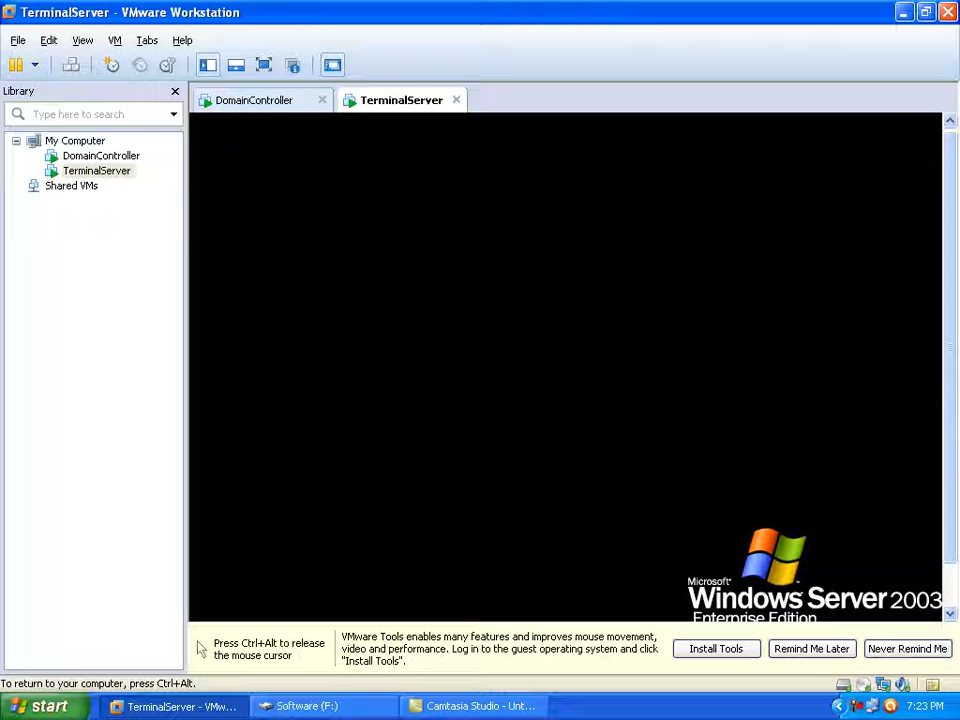 TerminalServer - VMware Workstation
File Edit View VM Tabs Help
Library
Type here to search
DomainController
TerminalServer
My Computer
DomainController
TerminalServer
Shared VMs
Microsoft
Windows Server 2003
Enterprise Edition
Press Ctrl+Alt to release
the mouse cursor
VMware Tools enables many features and improves mouse movement,
video and performance. Log in to the guest operating system and click
"Install Tools".
Install Tools
Remind Me Later
Never Remind Me
To return to your computer, press Ctrl+Alt.
start
TerminalServer - VMw...
Software (F:)
Camtasia Studio - Unt...
7:23 PM